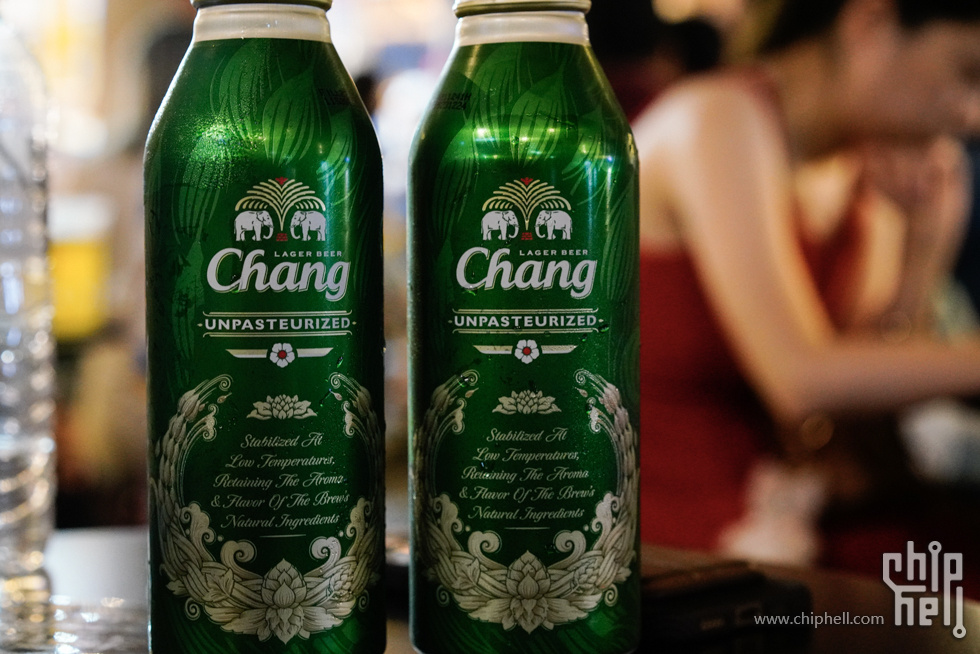 LAGER BEER
Chang
UNPASTEURIZED
Stabilized At
Low Temperatures,
Retaining The Aroma
& Flavor Of The Brew's
Natural Ingredients
LAGER BEER
Chang
UNPASTEURIZED
Stabilized At
Low Temperatures,
Retaining The Aroma
& Flavor Of The Brew's
Natural Ingredients
www.chiphell.com
chip
hell